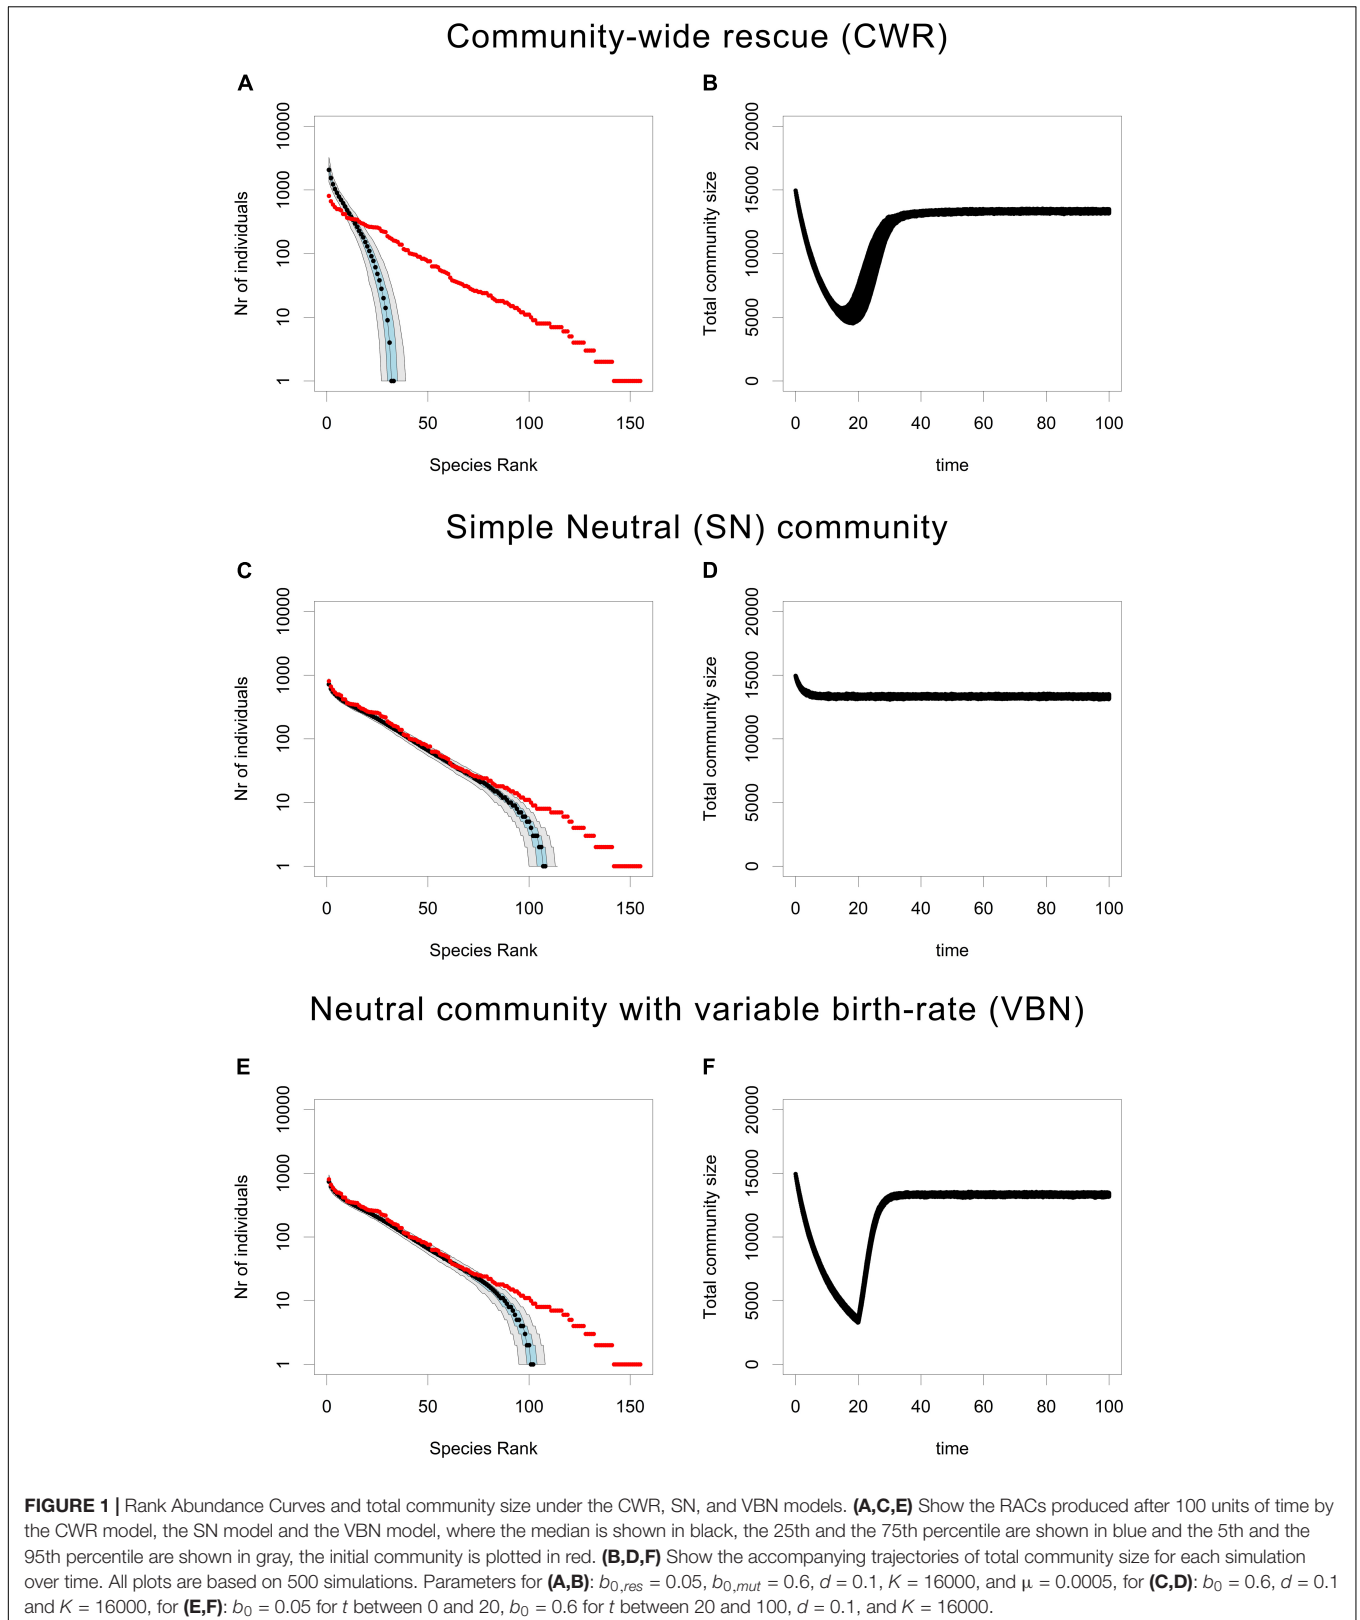 Community-wide rescue (CWR)
A
B
Nr of individuals
1 10 100 1000 10000
0 50 100 150
Species Rank
Total community size
0 5000 10000 15000 20000
0 20 40 60 80 100
time
Simple Neutral (SN) community
C
D
Nr of individuals
1 10 100 1000 10000
0 50 100 150
Species Rank
Total community size
0 5000 10000 15000 20000
0 20 40 60 80 100
time
Neutral community with variable birth-rate (VBN)
E
F
Nr of individuals
1 10 100 1000 10000
0 50 100 150
Species Rank
Total community size
0 5000 10000 15000 20000
0 20 40 60 80 100
time
FIGURE 1 | Rank Abundance Curves and total community size under the CWR, SN, and VBN models. (A,C,E) Show the RACs produced after 100 units of time by
the CWR model, the SN model and the VBN model, where the median is shown in black, the 25th and the 75th percentile are shown in blue and the 5th and the
95th percentile are shown in gray, the initial community is plotted in red. (B,D,F) Show the accompanying trajectories of total community size for each simulation
over time. All plots are based on 500 simulations. Parameters for (A,B): b0,res = 0.05, b0,mut = 0.6, d = 0.1, K = 16000, and μ = 0.0005, for (C,D): b0 = 0.6, d = 0.1
and K = 16000, for (E,F): b0 = 0.05 for t between 0 and 20, b0 = 0.6 for t between 20 and 100, d = 0.1, and K = 16000.